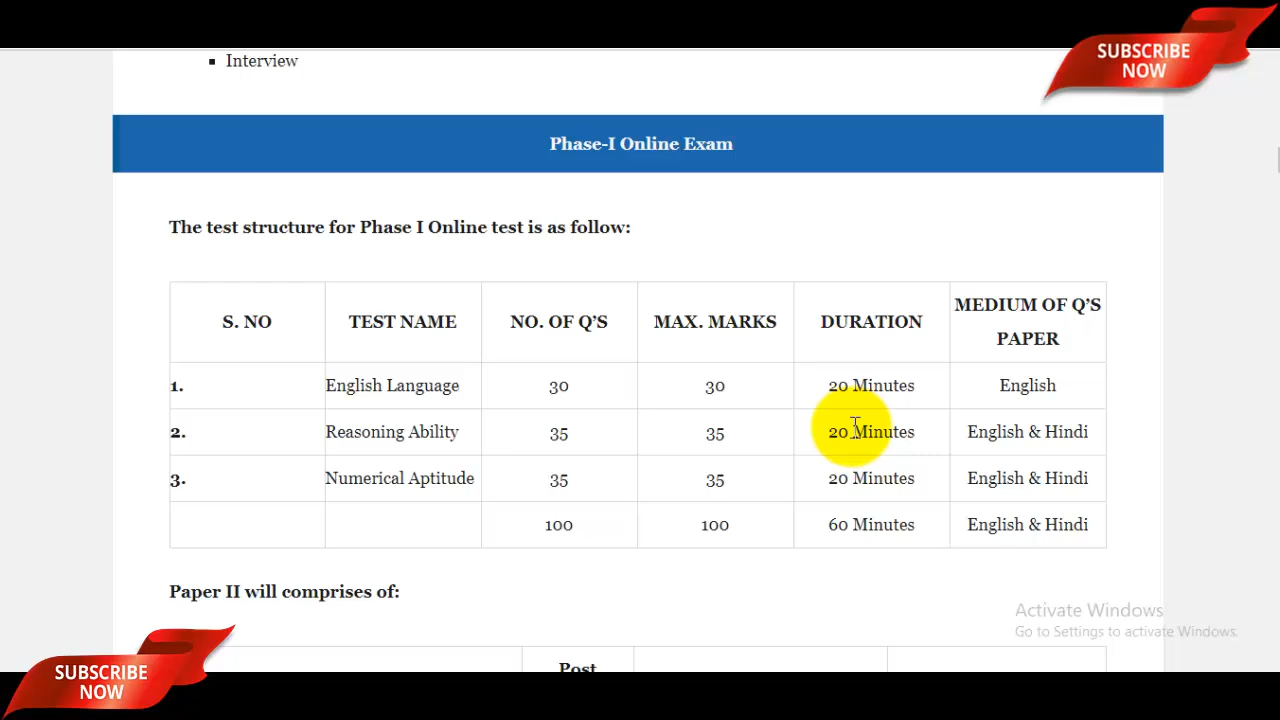 SUBSCRIBE
NOW
▪ Interview
Phase-I Online Exam
The test structure for Phase I Online test is as follow:
S. NO TEST NAME NO. OF Q’S MAX. MARKS DURATION MEDIUM OF Q’S PAPER
1. English Language 30 30 20 Minutes English
2. Reasoning Ability 35 35 20 Minutes English & Hindi
3. Numerical Aptitude 35 35 20 Minutes English & Hindi
100 100 60 Minutes English & Hindi
Paper II will comprises of:
Activate Windows
Go to Settings to activate Windows.
Post
SUBSCRIBE
NOW